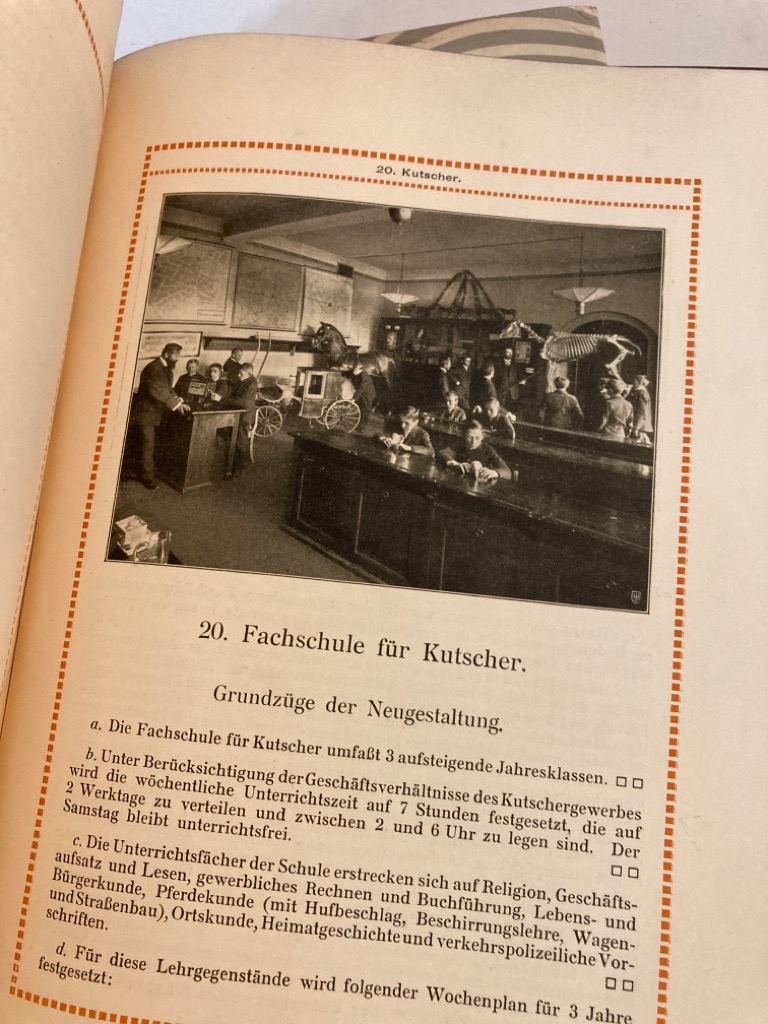 20. Kutscher.
20. Fachschule für Kutscher.
Grundzüge der Neugestaltung.
a. Die Fachschule für Kutscher umfaßt 3 aufsteigende Jahresklassen. □ □
b. Unter Berücksichtigung der Geschäftsverhältnisse des Kutschergewerbes
wird die wöchentliche Unterrichtszeit auf 7 Stunden festgesetzt, die auf
2 Werktage zu verteilen und zwischen 2 und 6 Uhr zu legen sind. Der
Samstag bleibt unterrichtsfrei. □ □
c. Die Unterrichtsfächer der Schule erstrecken sich auf Religion, Geschäfts-
aufsatz und Lesen, gewerbliches Rechnen und Buchführung, Lebens- und
Bürgerkunde, Pferdekunde (mit Hufbeschlag, Beschirrungslehre, Wagen-
und Straßenbau), Ortskunde, Heimatgeschichte und verkehrspolizeiliche Vor-
schriften. □ □
d. Für diese Lehrgegenstände wird folgender Wochenplan für 3 Jahre
festgesetzt: